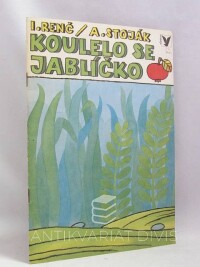 I. RENČ / A. STOJÁK
KOULELO SE
JABLÍČKO
ANTIKVARIÁT DIVIŠ